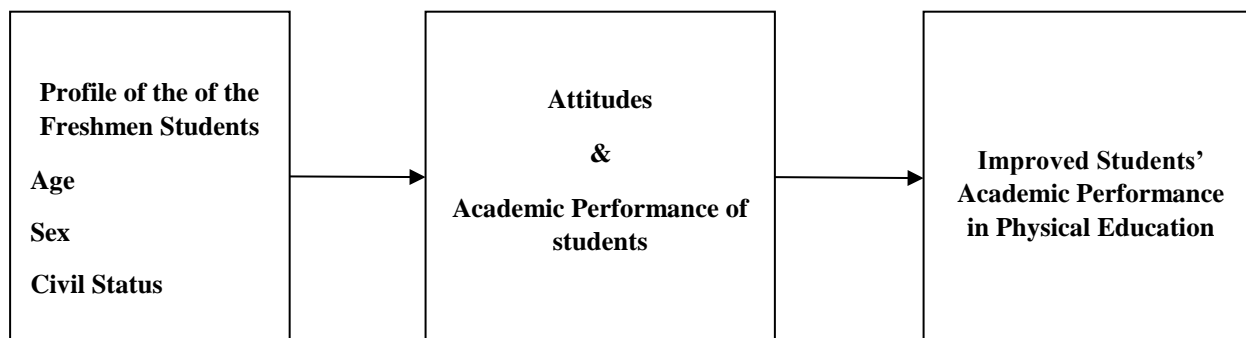 Profile of the of the
Freshmen Students
Age
Sex
Civil Status
Attitudes
&
Academic Performance of
students
Improved Students’
Academic Performance
in Physical Education